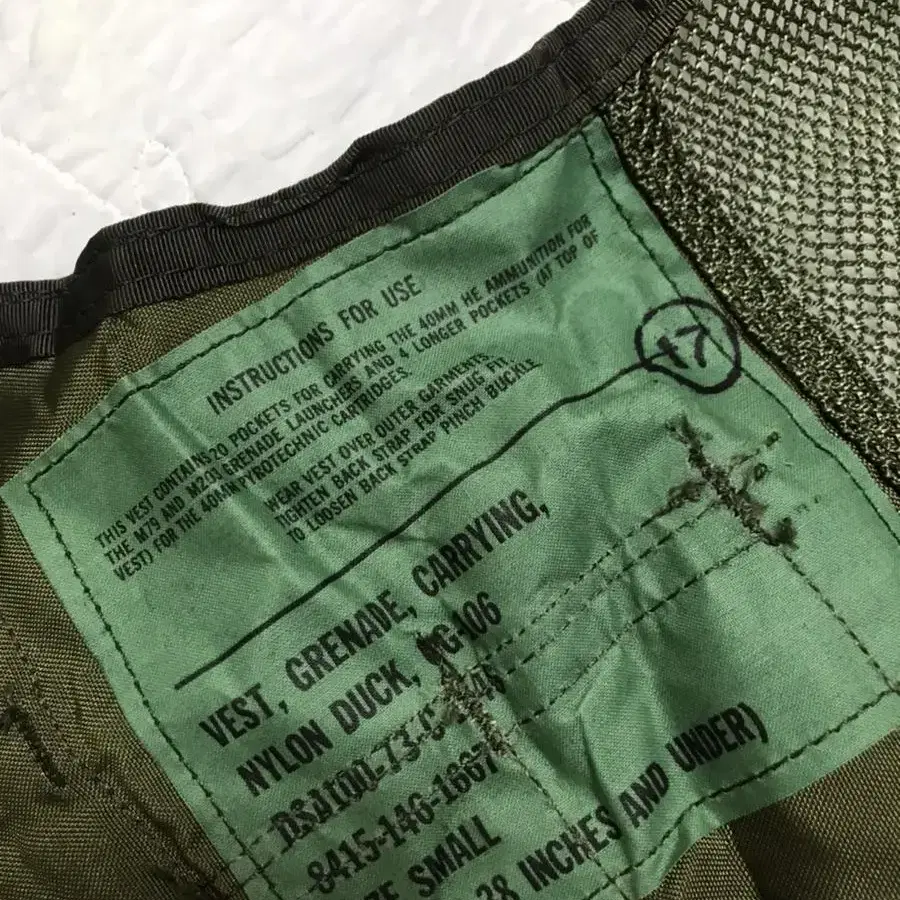 INSTRUCTIONS FOR USE
THIS VEST CONTAINS 20 POCKETS FOR CARRYING THE 40MM HE AMMUNITION FOR
THE M79 AND M203 GRENADE LAUNCHERS AND 4 LONGER POCKETS (AT TOP OF
VEST) FOR THE 40MM PYROTECHNIC CARTRIDGES.
WEAR VEST OVER OUTER GARMENTS
TIGHTEN BACK STRAP FOR SNUG FIT.
TO LOOSEN BACK STRAP PINCH BUCKLE
17
VEST, GRENADE, CARRYING,
NYLON DUCK, OG106
DSA100-73-C
8415-146-1667
SMALL
38 INCHES AND UNDER)